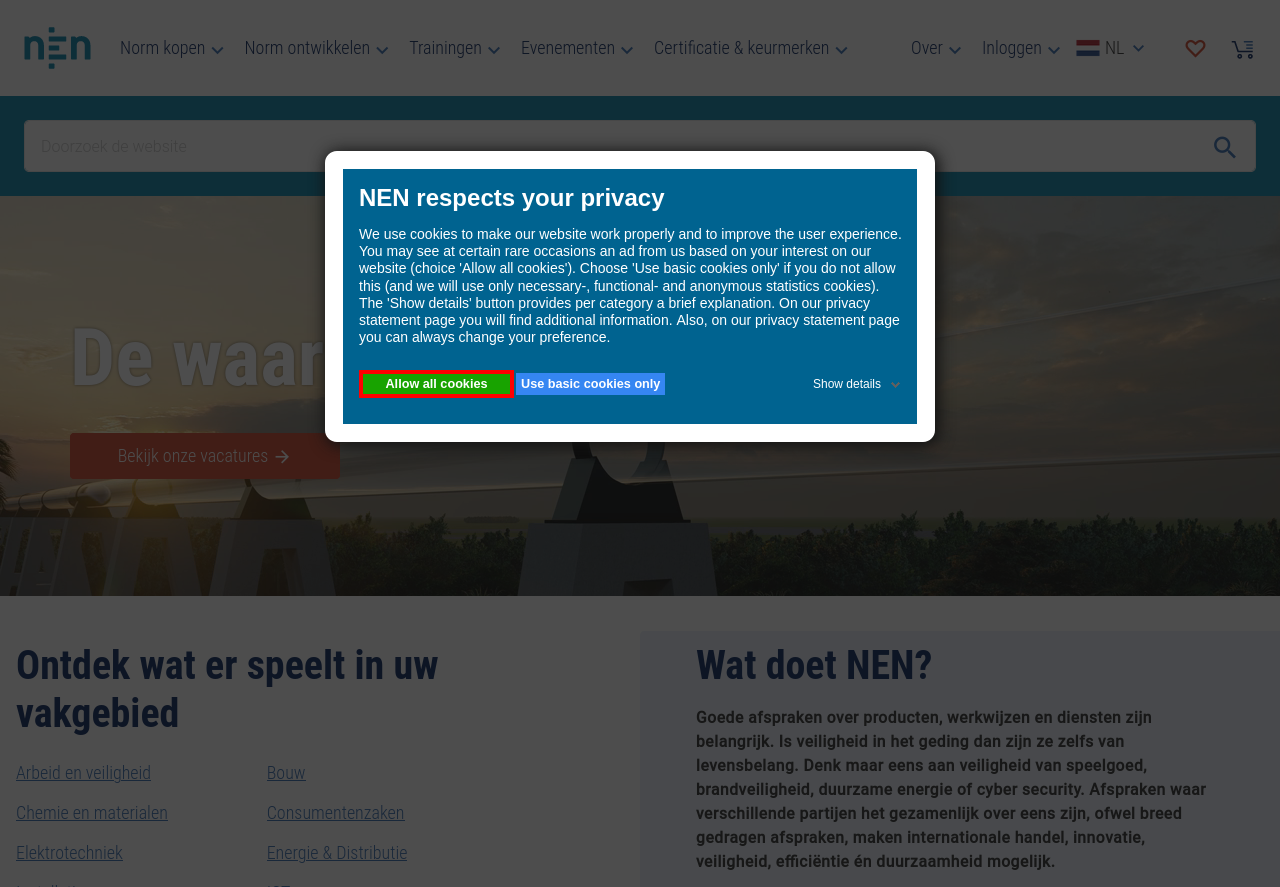 nen
Norm kopen
Norm ontwikkelen
Trainingen
Evenementen
Certificatie & keurmerken
Over
Inloggen
NL
Doorzoek de website
NEN respects your privacy
We use cookies to make our website work properly and to improve the user experience.
You may see at certain rare occasions an ad from us based on your interest on our
website (choice 'Allow all cookies'). Choose 'Use basic cookies only' if you do not allow
this (and we will use only necessary-, functional- and anonymous statistics cookies).
The 'Show details' button provides per category a brief explanation. On our privacy
statement page you will find additional information. Also, on our privacy statement page
you can always change your preference.
Allow all cookies
Use basic cookies only
Show details
De waar
Bekijk onze vacatures
Ontdek wat er speelt in uw
vakgebied
Arbeid en veiligheid
Bouw
Chemie en materialen
Consumentenzaken
Elektrotechniek
Energie & Distributie
Wat doet NEN?
Goede afspraken over producten, werkwijzen en diensten zijn
belangrijk. Is veiligheid in het geding dan zijn ze zelfs van
levensbelang. Denk maar eens aan veiligheid van speelgoed,
brandveiligheid, duurzame energie of cyber security. Afspraken waar
verschillende partijen het gezamenlijk over eens zijn, ofwel breed
gedragen afspraken, maken internationale handel, innovatie,
veiligheid, efficiëntie én duurzaamheid mogelijk.